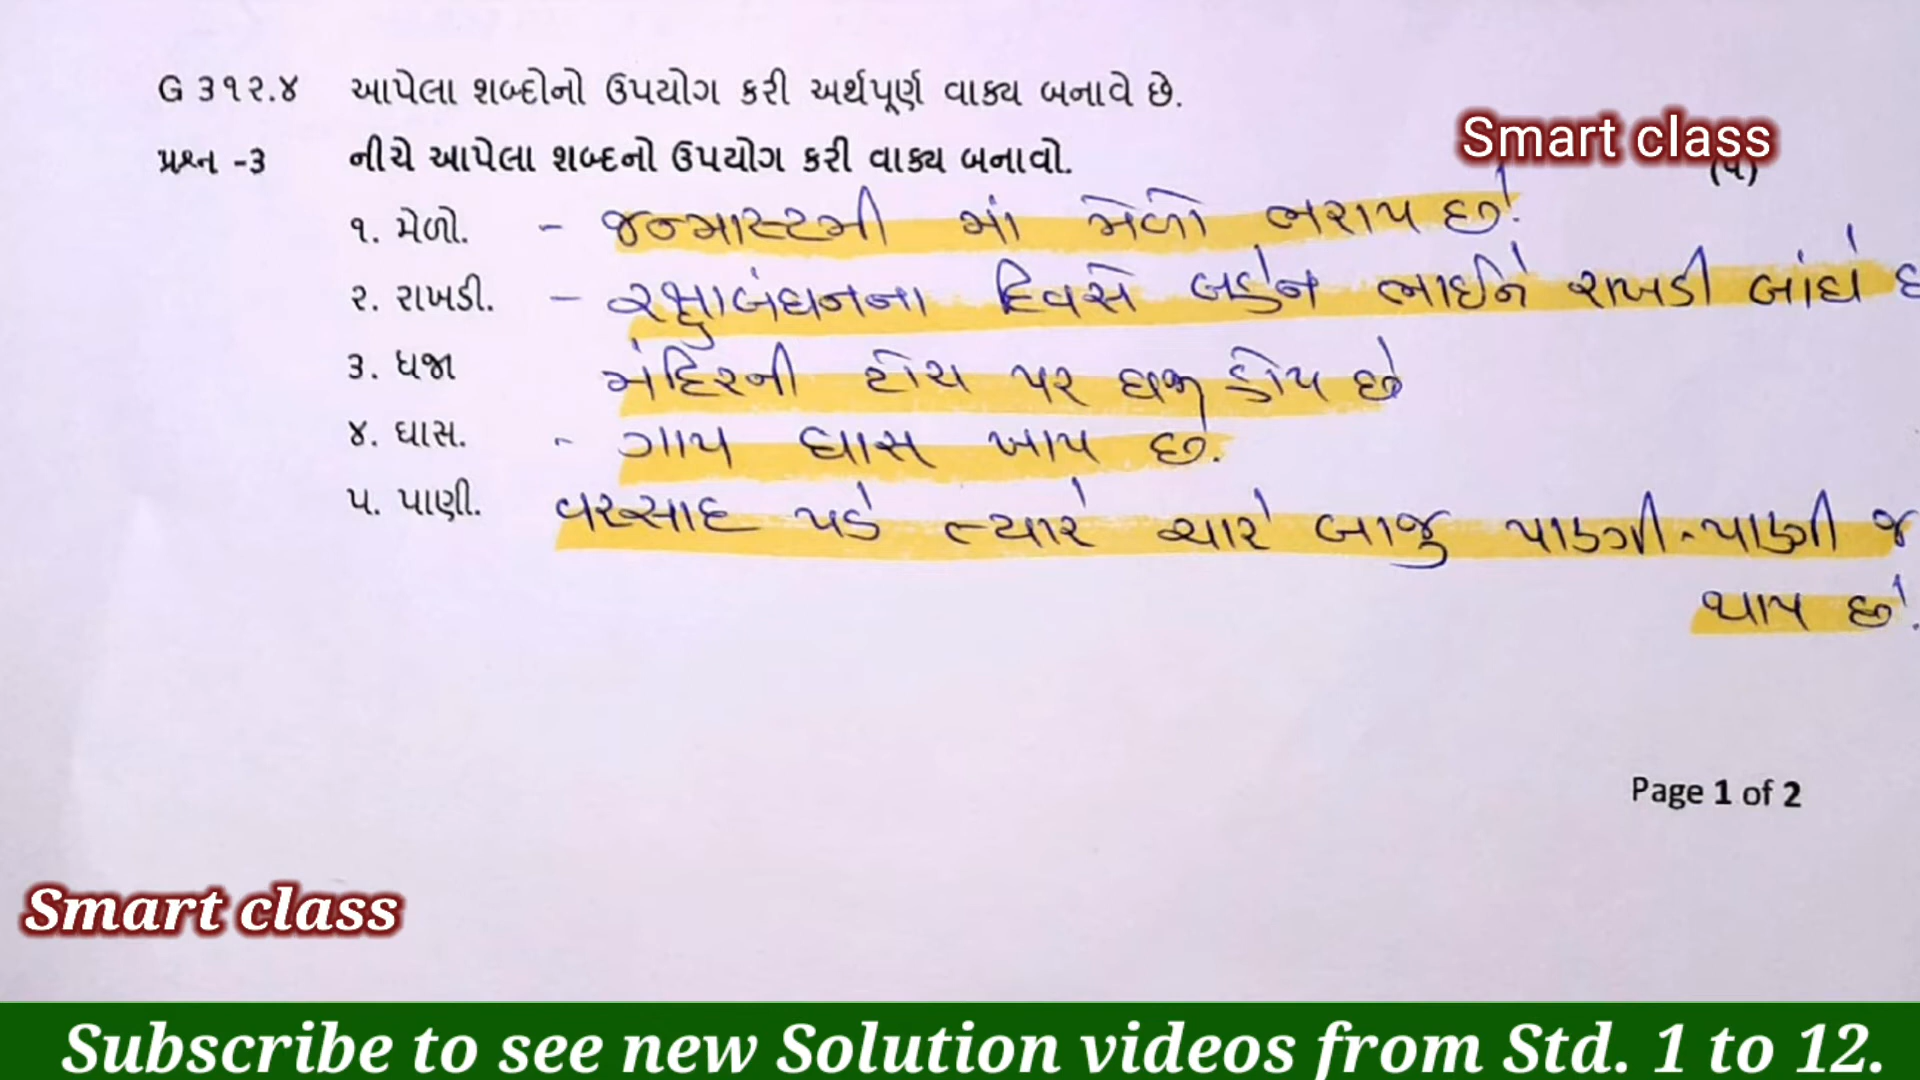 G ૩૧૨.૪ આપેલા શબ્દોનો ઉપયોગ કરી અર્થપૂર્ણ વાક્ય બનાવે છે.
Smart class
પ્રશ્ન -૩ નીચે આપેલા શબ્દનો ઉપયોગ કરી વાક્ય બનાવો. (૫)
૧. મેળો. - જન્માસ્ટમી માં મેળો ભરાય છે.
૨. રાખડી. - રક્ષાબંધનના દિવસે બહેન ભાઈને રાખડી બાંધે છ
૩. ધજા મંદિરની ટોચ પર ધજા હોય છે
૪. ઘાસ. - ગાય ઘાસ ખાય છે.
૫. પાણી. વરસાદ પડે ત્યારે ચારે બાજુ પાણી-પાણી જ
થાય છે.
Page 1 of 2
Smart class
Subscribe to see new Solution videos from Std. 1 to 12.